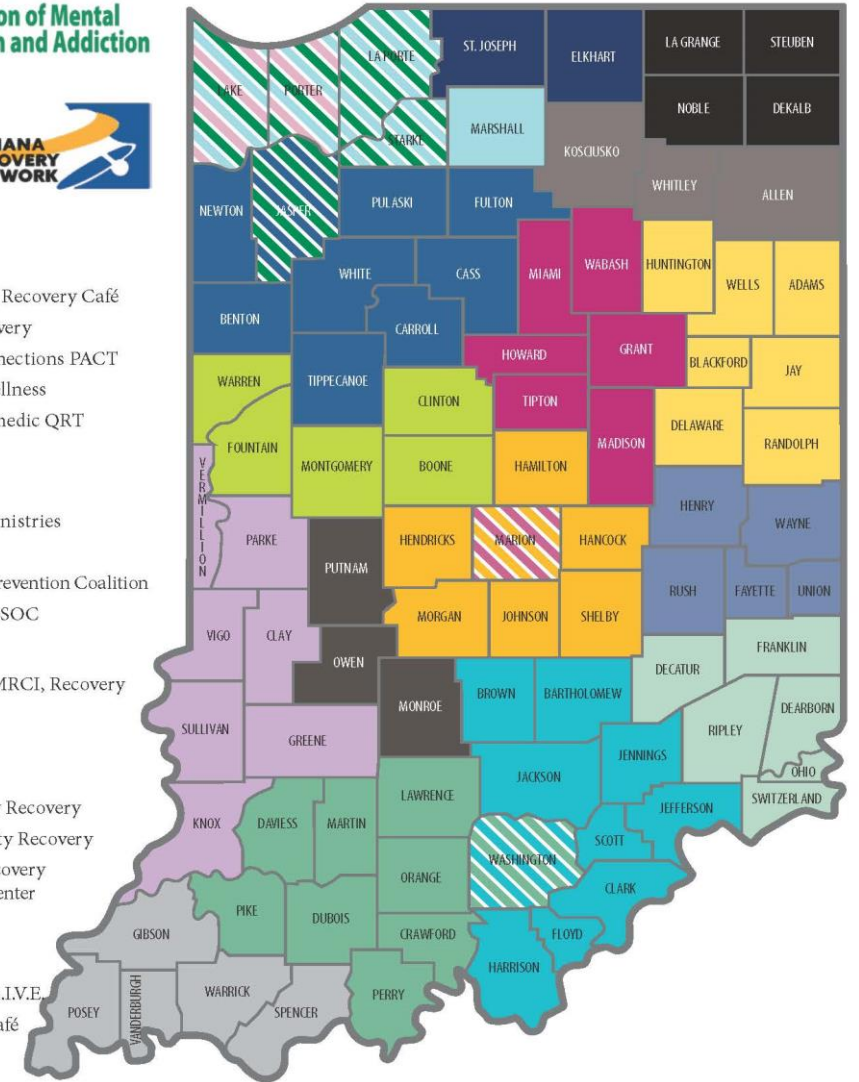 on of Mental
n and Addiction
ANA
OVERY
WORK
Recovery Café
very
nections PACT
ellness
medic QRT
nistries
revention Coalition
SOC
MRCI, Recovery
y Recovery
ty Recovery
covery
enter
.I.V.E.
afé
LAKE
PORTER
LA PORTE
ST. JOSEPH
ELKHART
LA GRANGE
STEUBEN
NOBLE
DEKALB
STARKE
MARSHALL
KOSCIUSKO
WHITLEY
ALLEN
NEWTON
JASPER
PULASKI
FULTON
MIAMI
WABASH
HUNTINGTON
WELLS
ADAMS
WHITE
CASS
BENTON
CARROLL
HOWARD
GRANT
BLACKFORD
JAY
WARREN
TIPPECANOE
CLINTON
TIPTON
MADISON
DELAWARE
RANDOLPH
FOUNTAIN
MONTGOMERY
BOONE
HAMILTON
VERMILLION
HENRY
WAYNE
PARKE
PUTNAM
HENDRICKS
MARION
HANCOCK
RUSH
FAYETTE
UNION
VIGO
CLAY
MORGAN
JOHNSON
SHELBY
FRANKLIN
OWEN
DECATUR
SULLIVAN
GREENE
MONROE
BROWN
BARTHOLOMEW
RIPLEY
DEARBORN
JENNINGS
OHIO
JACKSON
SWITZERLAND
KNOX
DAVIESS
MARTIN
LAWRENCE
JEFFERSON
SCOTT
WASHINGTON
ORANGE
CLARK
PIKE
DUBOIS
GIBSON
CRAWFORD
FLOYD
HARRISON
POSEY
VANDERBURGH
WARRICK
SPENCER
PERRY